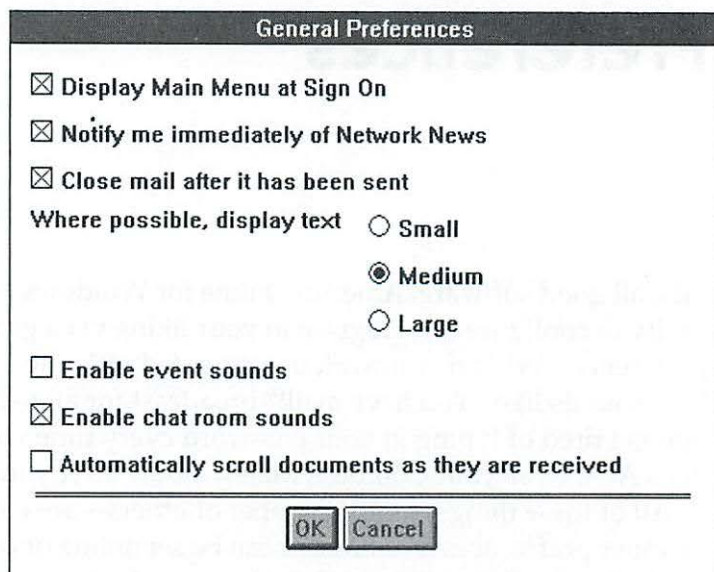 General Preferences
Display Main Menu at Sign On
Notify me immediately of Network News
Close mail after it has been sent
Where possible, display text
Small
Medium
Large
Enable event sounds
Enable chat room sounds
Automatically scroll documents as they are received
OK Cancel